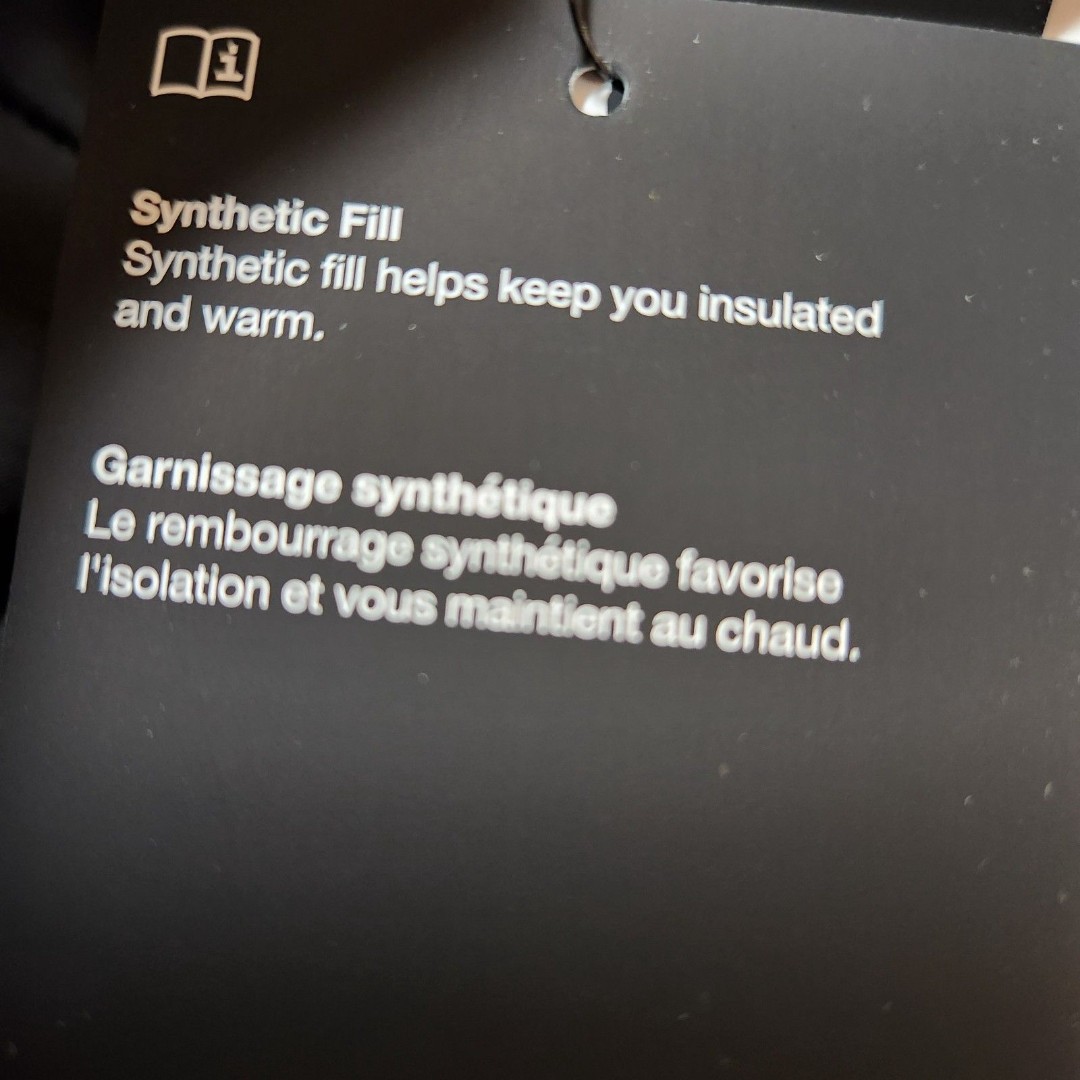 Synthetic Fill
Synthetic fill helps keep you insulated
and warm.
Garnissage synthétique
Le rembourrage synthétique favorise
l'isolation et vous maintient au chaud.